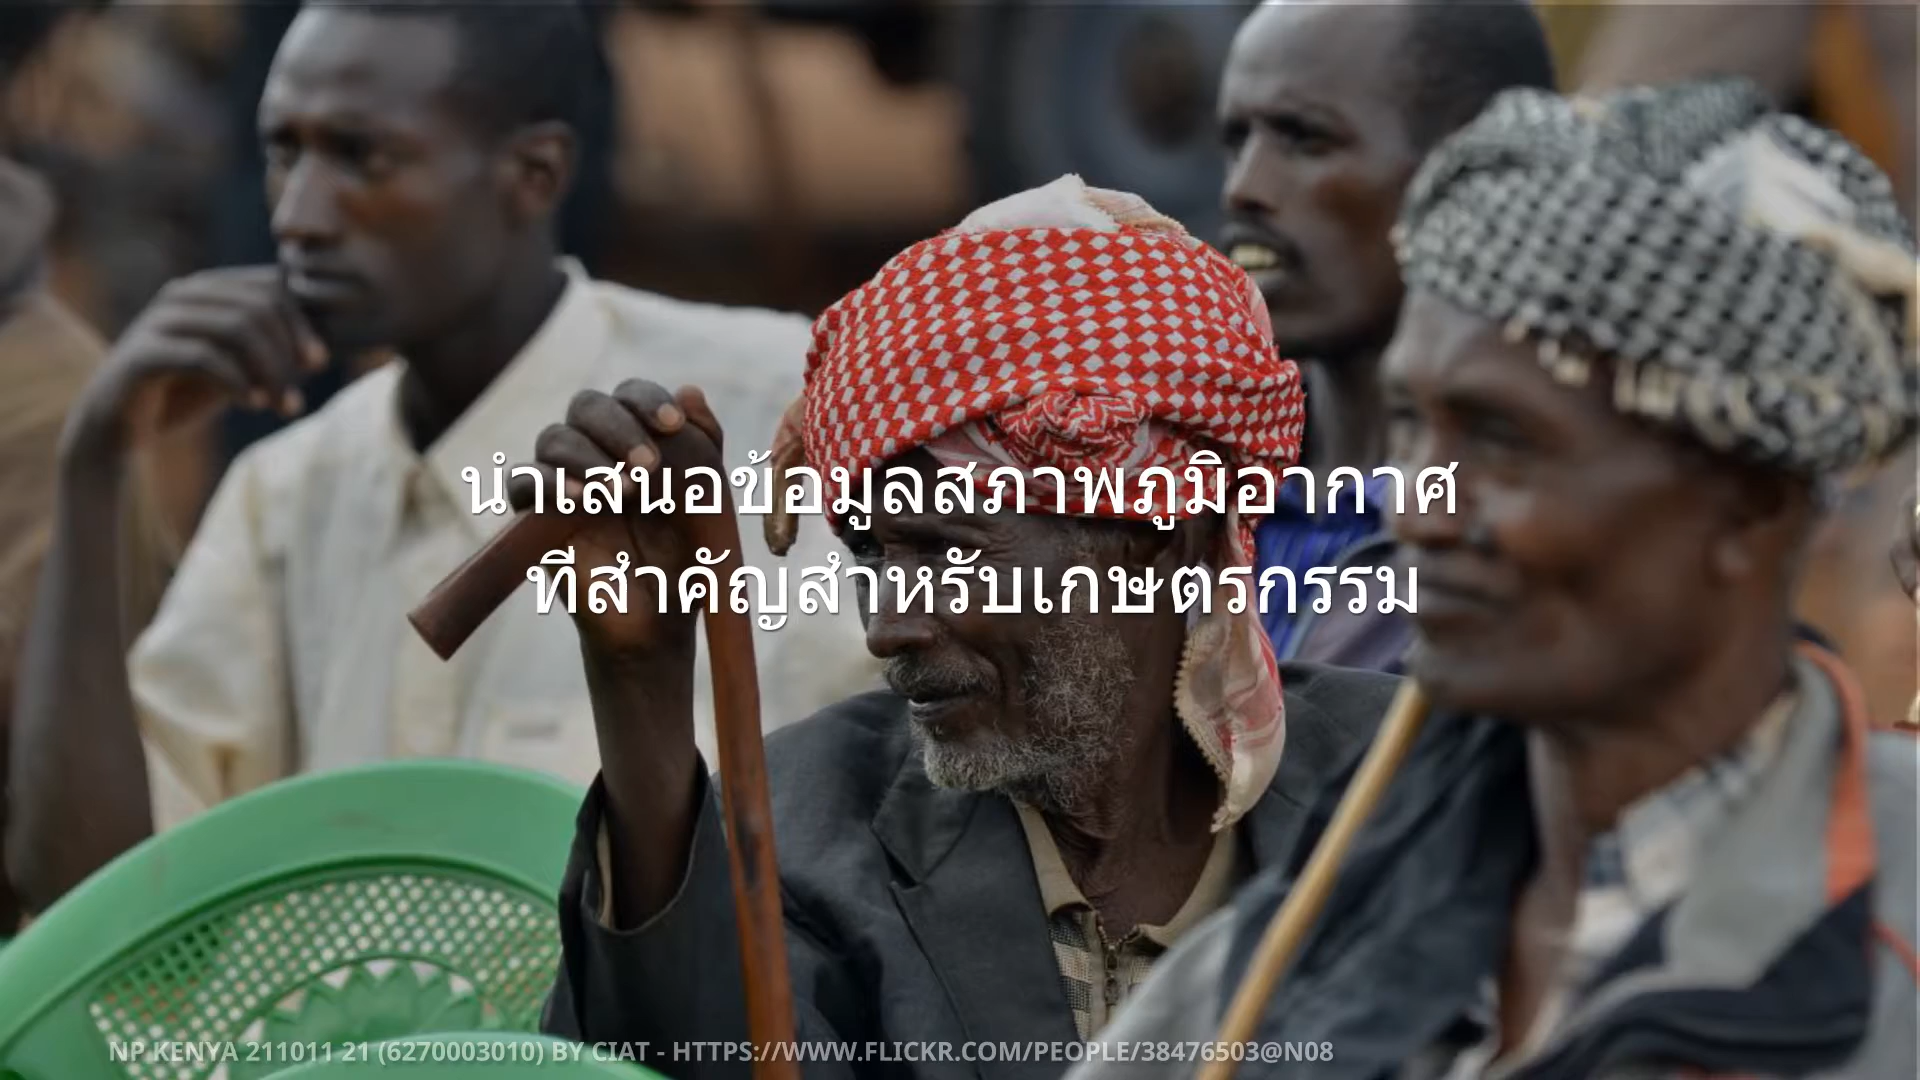 นำเสนอข้อมูลสภาพภูมิอากาศ
ที่สำคัญสำหรับเกษตรกรรม
NP KENYA 211011 21 (6270003010) BY CIAT - HTTPS://WWW.FLICKR.COM/PEOPLE/38476503@N08